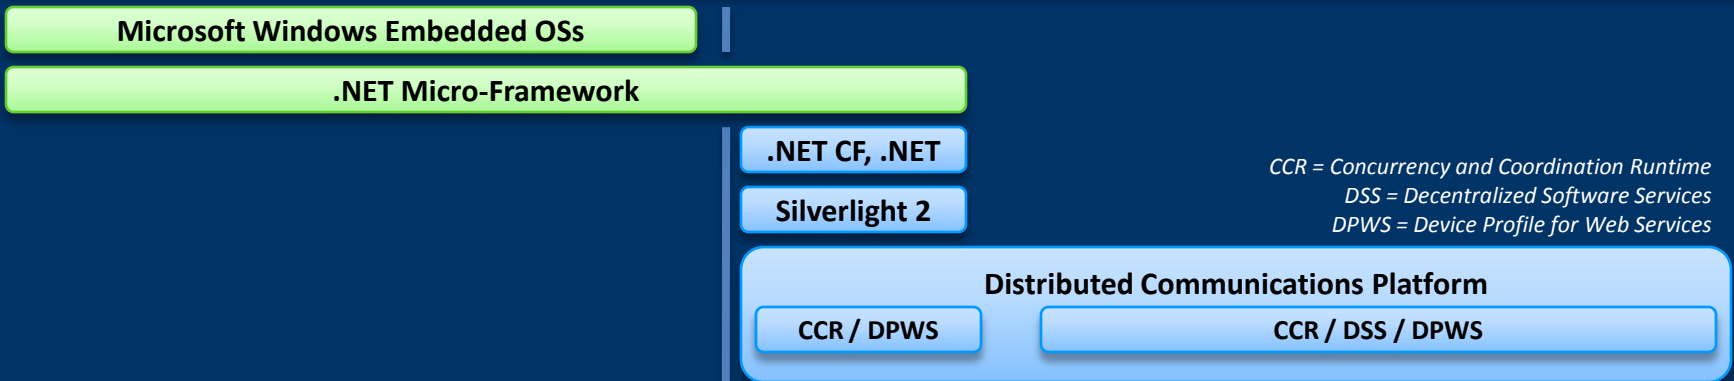 Microsoft Windows Embedded OSs
.NET Micro-Framework
.NET CF, .NET
Silverlight 2
CCR = Concurrency and Coordination Runtime
DSS = Decentralized Software Services
DPWS = Device Profile for Web Services
Distributed Communications Platform
CCR / DPWS
CCR / DSS / DPWS